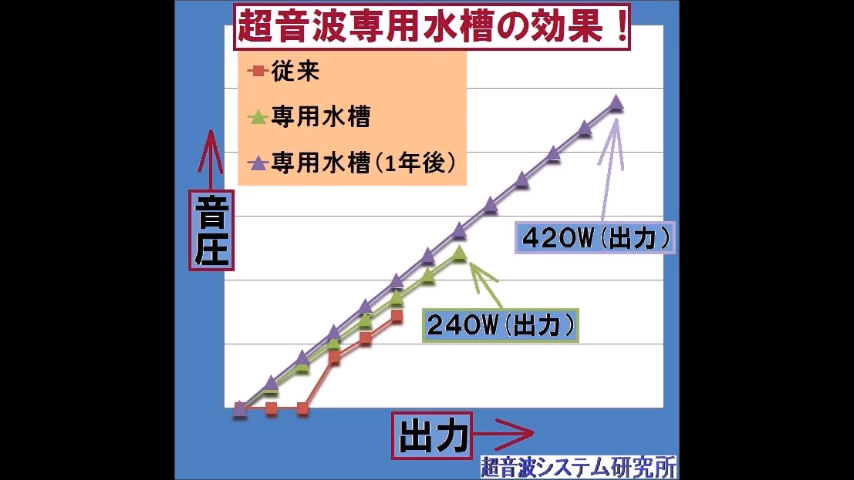 超音波専用水槽の効果！
従来
専用水槽
専用水槽（1年後）
音圧
420W（出力）
240W（出力）
出力
超音波システム研究所